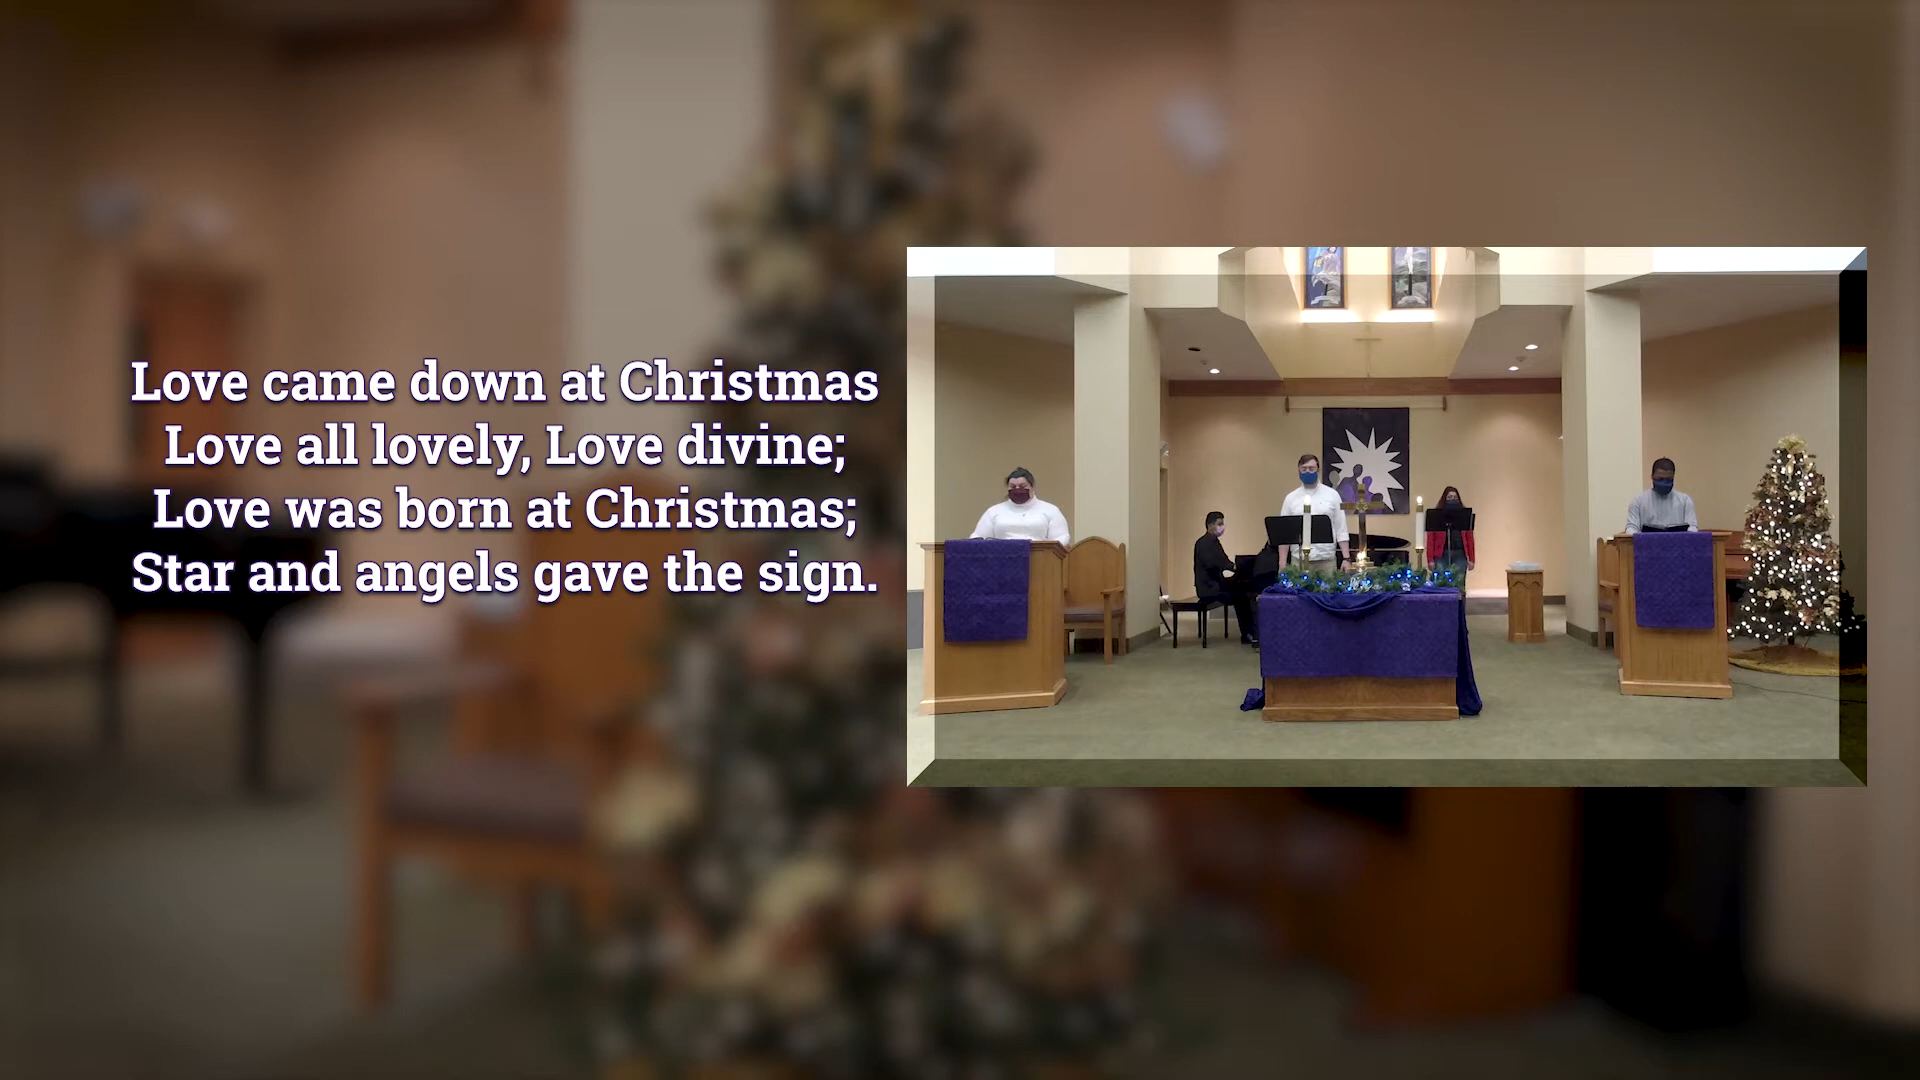 Love came down at Christmas
Love all lovely, Love divine;
Love was born at Christmas;
Star and angels gave the sign.